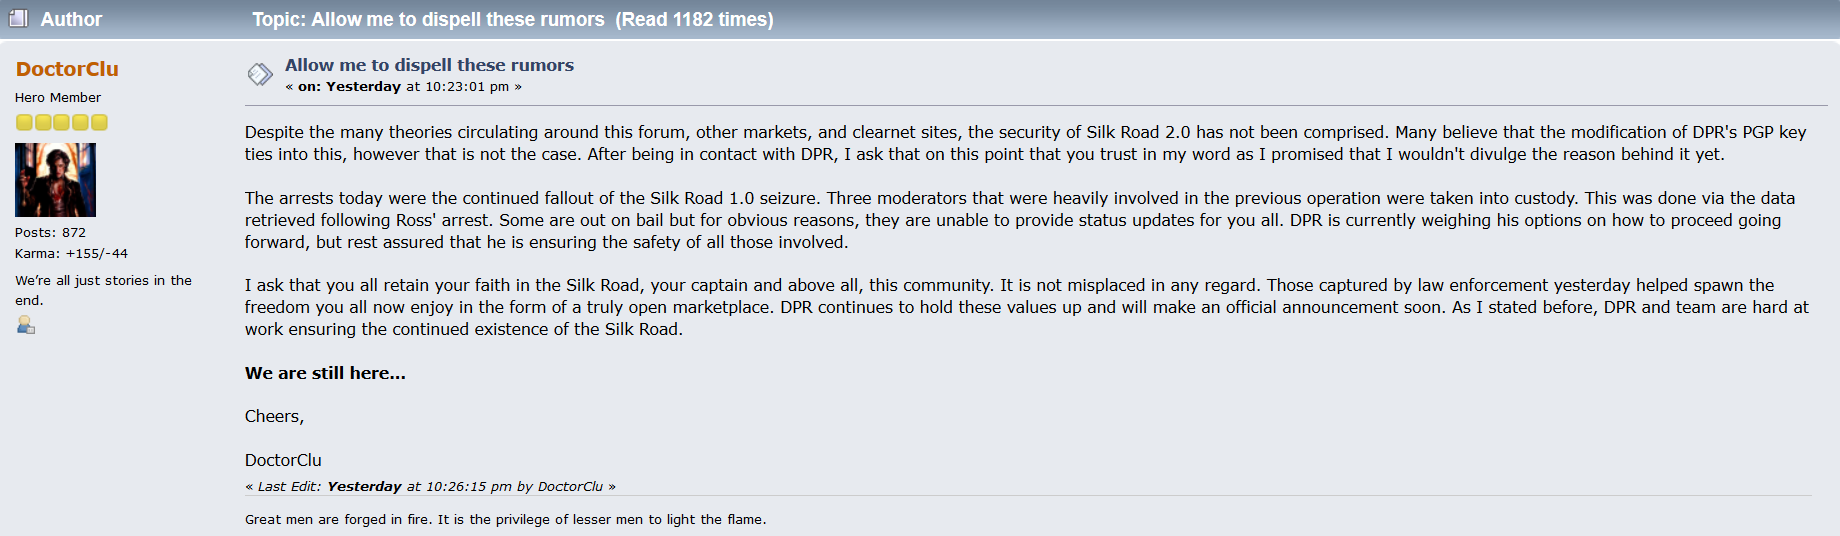 Author
Topic: Allow me to dispell these rumors  (Read 1182 times)
DoctorClu
Hero Member
Posts: 872
Karma: +155/-44
We’re all just stories in the
end.
Allow me to dispell these rumors
« on: Yesterday at 10:23:01 pm »
Despite the many theories circulating around this forum, other markets, and clearnet sites, the security of Silk Road 2.0 has not been comprised. Many believe that the modification of DPR's PGP key
ties into this, however that is not the case. After being in contact with DPR, I ask that on this point that you trust in my word as I promised that I wouldn't divulge the reason behind it yet.
The arrests today were the continued fallout of the Silk Road 1.0 seizure. Three moderators that were heavily involved in the previous operation were taken into custody. This was done via the data
retrieved following Ross' arrest. Some are out on bail but for obvious reasons, they are unable to provide status updates for you all. DPR is currently weighing his options on how to proceed going
forward, but rest assured that he is ensuring the safety of all those involved.
I ask that you all retain your faith in the Silk Road, your captain and above all, this community. It is not misplaced in any regard. Those captured by law enforcement yesterday helped spawn the
freedom you all now enjoy in the form of a truly open marketplace. DPR continues to hold these values up and will make an official announcement soon. As I stated before, DPR and team are hard at
work ensuring the continued existence of the Silk Road.
We are still here...
Cheers,
DoctorClu
« Last Edit: Yesterday at 10:26:15 pm by DoctorClu »
Great men are forged in fire. It is the privilege of lesser men to light the flame.